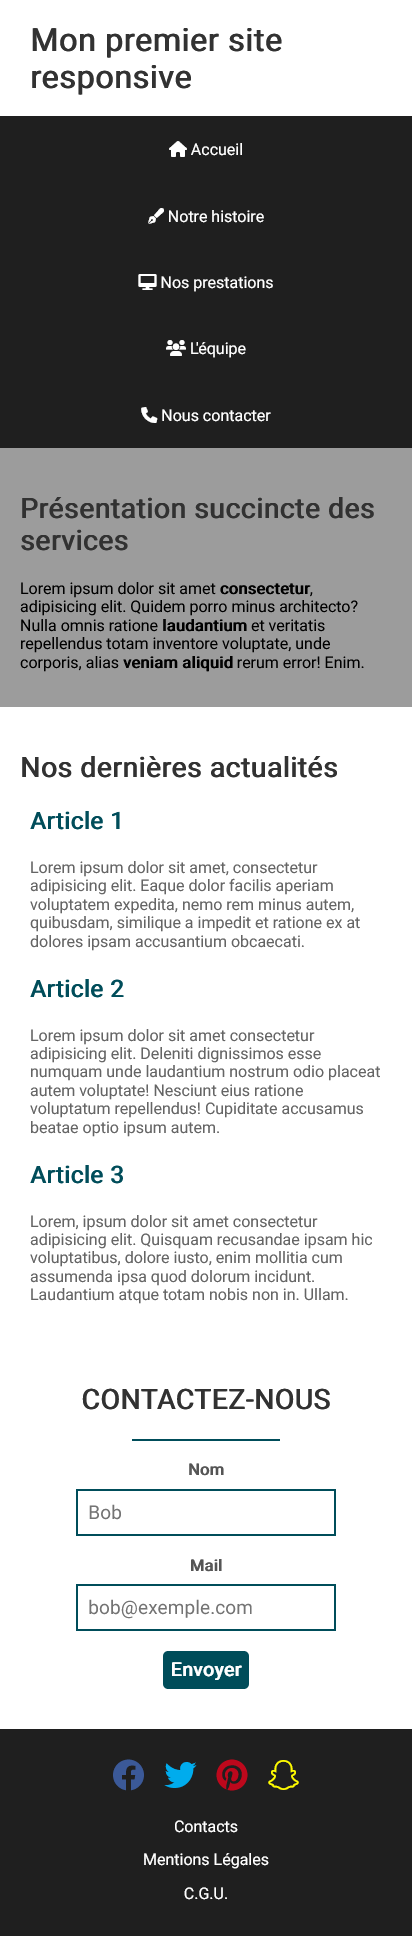 Mon premier site
responsive
Accueil
Notre histoire
Nos prestations
L'équipe
Nous contacter
Présentation succincte des
services
Lorem ipsum dolor sit amet consectetur,
adipisicing elit. Quidem porro minus architecto?
Nulla omnis ratione laudantium et veritatis
repellendus totam inventore voluptate, unde
corporis, alias veniam aliquid rerum error! Enim.
Nos dernières actualités
Article 1
Lorem ipsum dolor sit amet, consectetur
adipisicing elit. Eaque dolor facilis aperiam
voluptatem expedita, nemo rem minus autem,
quibusdam, similique a impedit et ratione ex at
dolores ipsam accusantium obcaecati.
Article 2
Lorem ipsum dolor sit amet consectetur
adipisicing elit. Deleniti dignissimos esse
numquam unde laudantium nostrum odio placeat
autem voluptate! Nesciunt eius ratione
voluptatum repellendus! Cupiditate accusamus
beatae optio ipsum autem.
Article 3
Lorem, ipsum dolor sit amet consectetur
adipisicing elit. Quisquam recusandae ipsam hic
voluptatibus, dolore iusto, enim mollitia cum
assumenda ipsa quod dolorum incidunt.
Laudantium atque totam nobis non in. Ullam.
CONTACTEZ-NOUS
Nom
Bob
Mail
bob@exemple.com
Envoyer
Contacts
Mentions Légales
C.G.U.